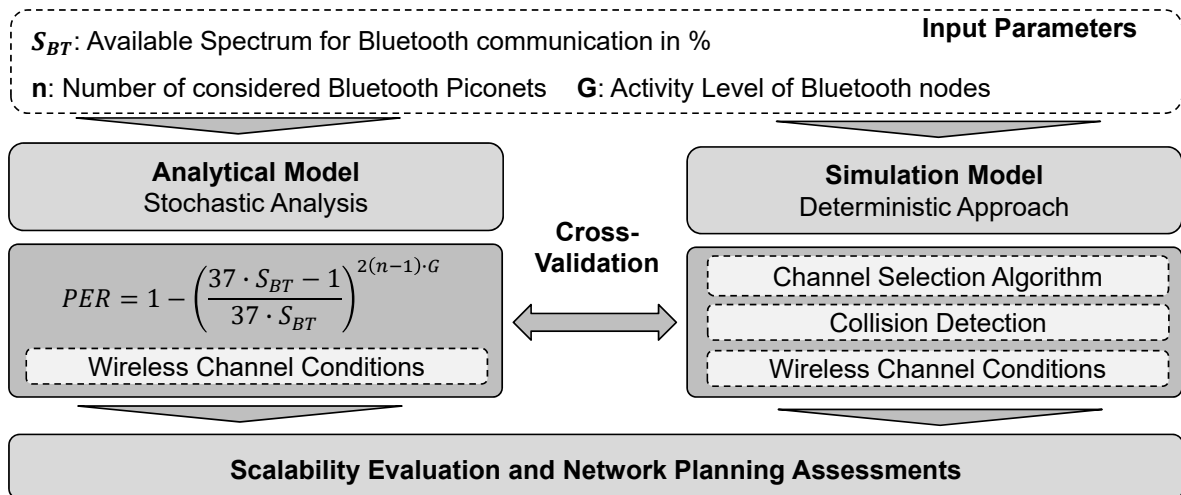 Input Parameters
S_BT: Available Spectrum for Bluetooth communication in %
n: Number of considered Bluetooth Piconets G: Activity Level of Bluetooth nodes
Analytical Model
Stochastic Analysis
Simulation Model
Deterministic Approach
PER = 1 − ((37 · S_BT − 1) / (37 · S_BT))^(2(n−1)·G)
Wireless Channel Conditions
Cross-
Validation
Channel Selection Algorithm
Collision Detection
Wireless Channel Conditions
Scalability Evaluation and Network Planning Assessments